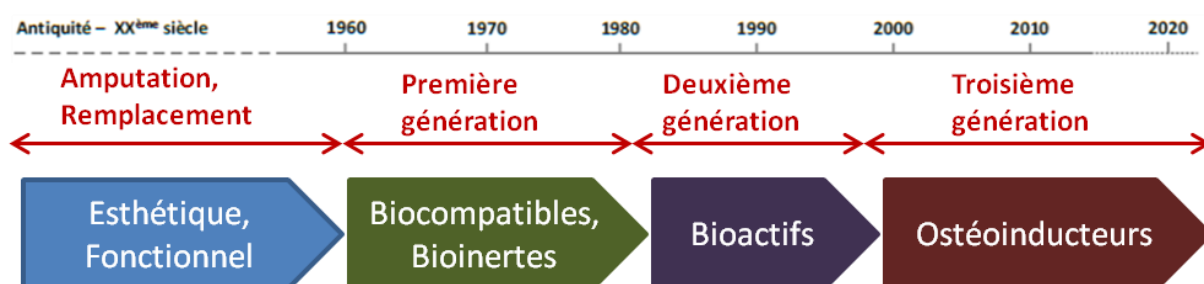 Antiquité – XXème siècle 1960 1970 1980 1990 2000 2010 2020
Amputation,
Remplacement
Première
génération
Deuxième
génération
Troisième
génération
Esthétique,
Fonctionnel
Biocompatibles,
Bioinertes
Bioactifs
Ostéoinducteurs